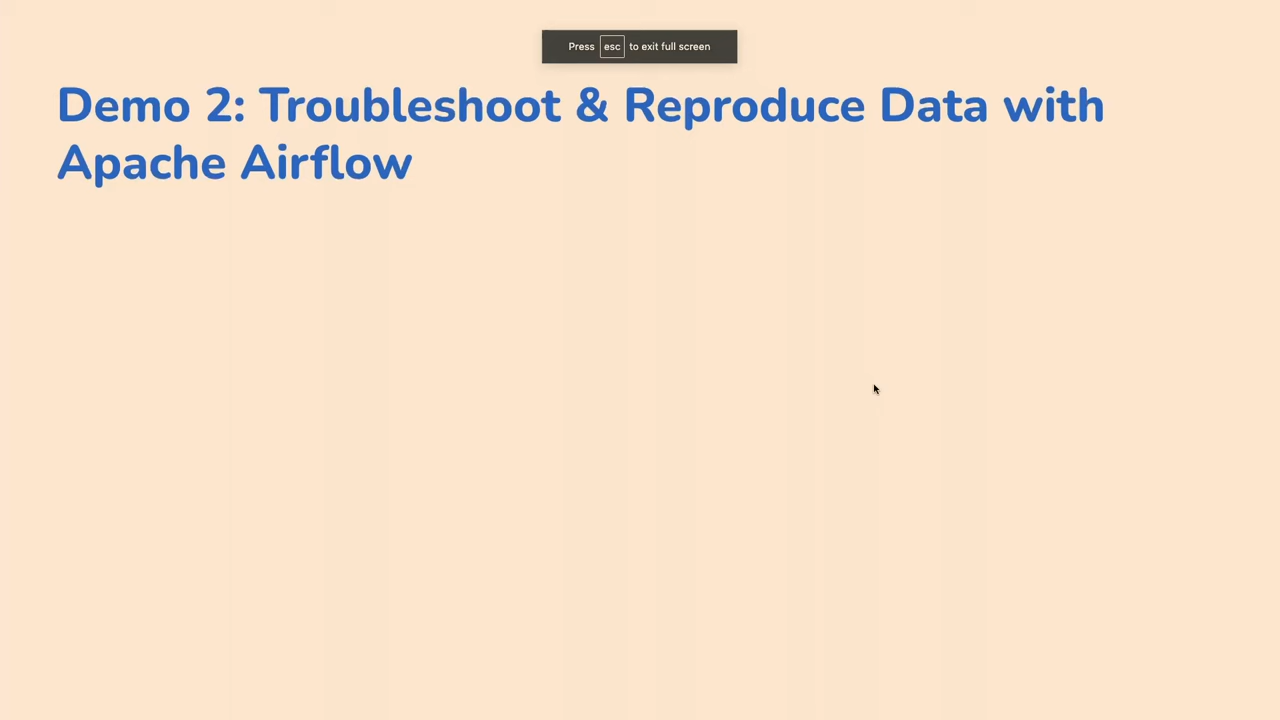 Press esc to exit full screen
Demo 2: Troubleshoot & Reproduce Data with
Apache Airflow